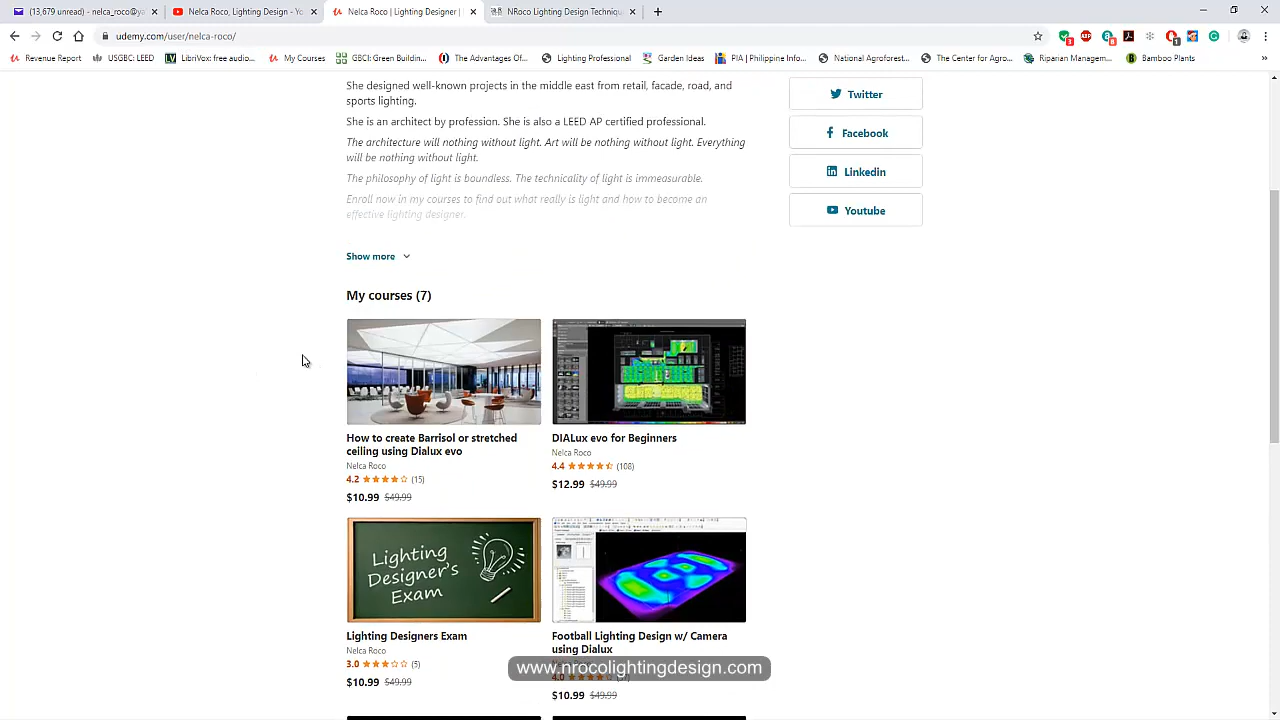 (13,679 unread) - nelca_roco@y
Nelca Roco, Lighting Design - Yo
Nelca Roco | Lighting Designer |
NRoco Lighting Design Techniqu
udemy.com/user/nelca-roco/
Revenue Report
USGBC: LEED
LibriVox: free audio...
My Courses
GBCI: Green Buildin...
The Advantages Of...
Lighting Professional
Garden Ideas
PIA | Philippine Info...
National Agroforest...
The Center for Agro...
Riparian Managem...
Bamboo Plants
She designed well-known projects in the middle east from retail, facade, road, and
sports lighting.
She is an architect by profession. She is also a LEED AP certified professional.
The architecture will nothing without light. Art will be nothing without light. Everything
will be nothing without light.
The philosophy of light is boundless. The technicality of light is immeasurable.
Enroll now in my courses to find out what really is light and how to become an
effective lighting designer.
Show more
Twitter
Facebook
Linkedin
Youtube
My courses (7)
How to create Barrisol or stretched
ceiling using Dialux evo
Nelca Roco
4.2 (15)
$10.99 $49.99
DIALux evo for Beginners
Nelca Roco
4.4 (108)
$12.99 $49.99
Lighting
Designer's
Exam
Lighting Designers Exam
Nelca Roco
3.0 (5)
$10.99 $49.99
Football Lighting Design w/ Camera
using Dialux
$10.99 $49.99
www.nrocolightingdesign.com